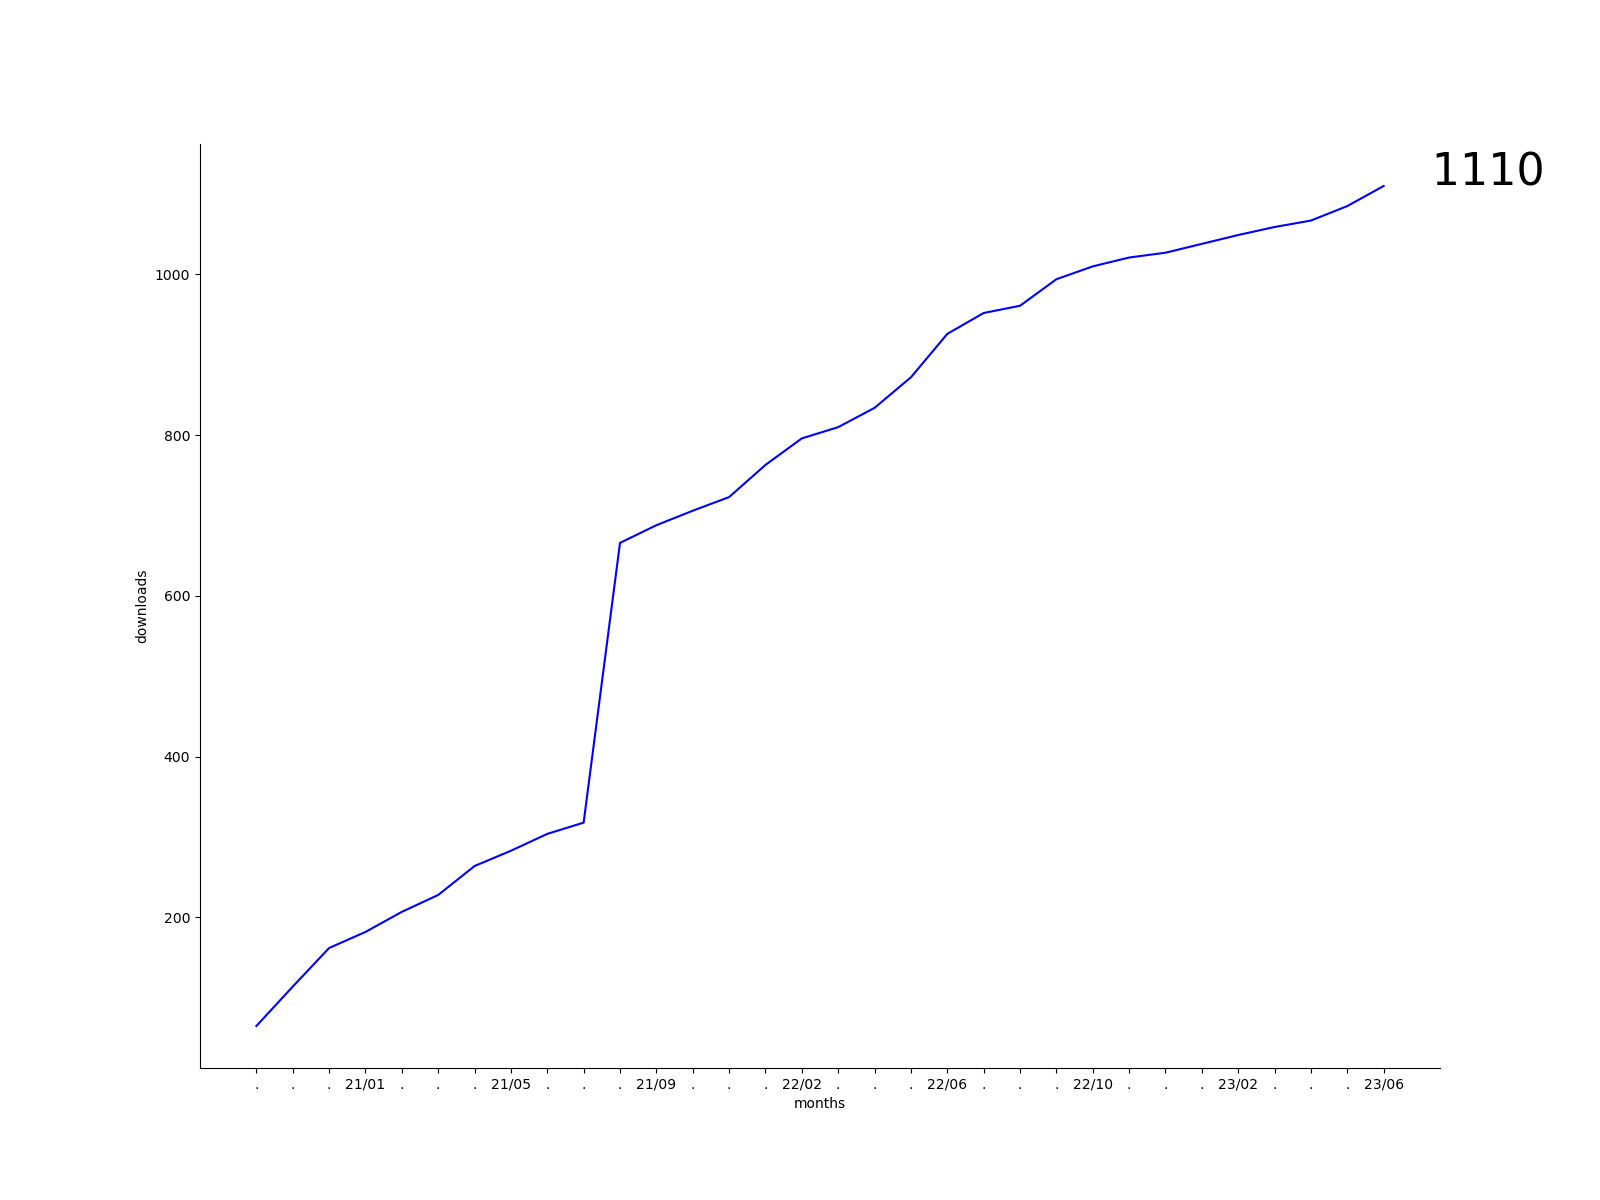 1110
1000
800
600
400
200
downloads
. . . 21/01 . . . 21/05 . . . 21/09 . . . 22/02 . . . 22/06 . . . 22/10 . . . 23/02 . . . 23/06
months